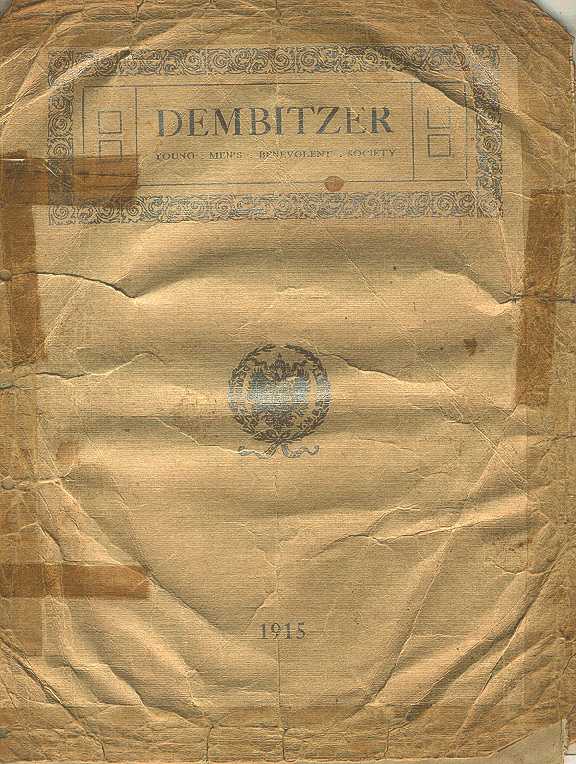 DEMBITZER
YOUNG . MEN'S . BENEVOLENT . SOCIETY
1915